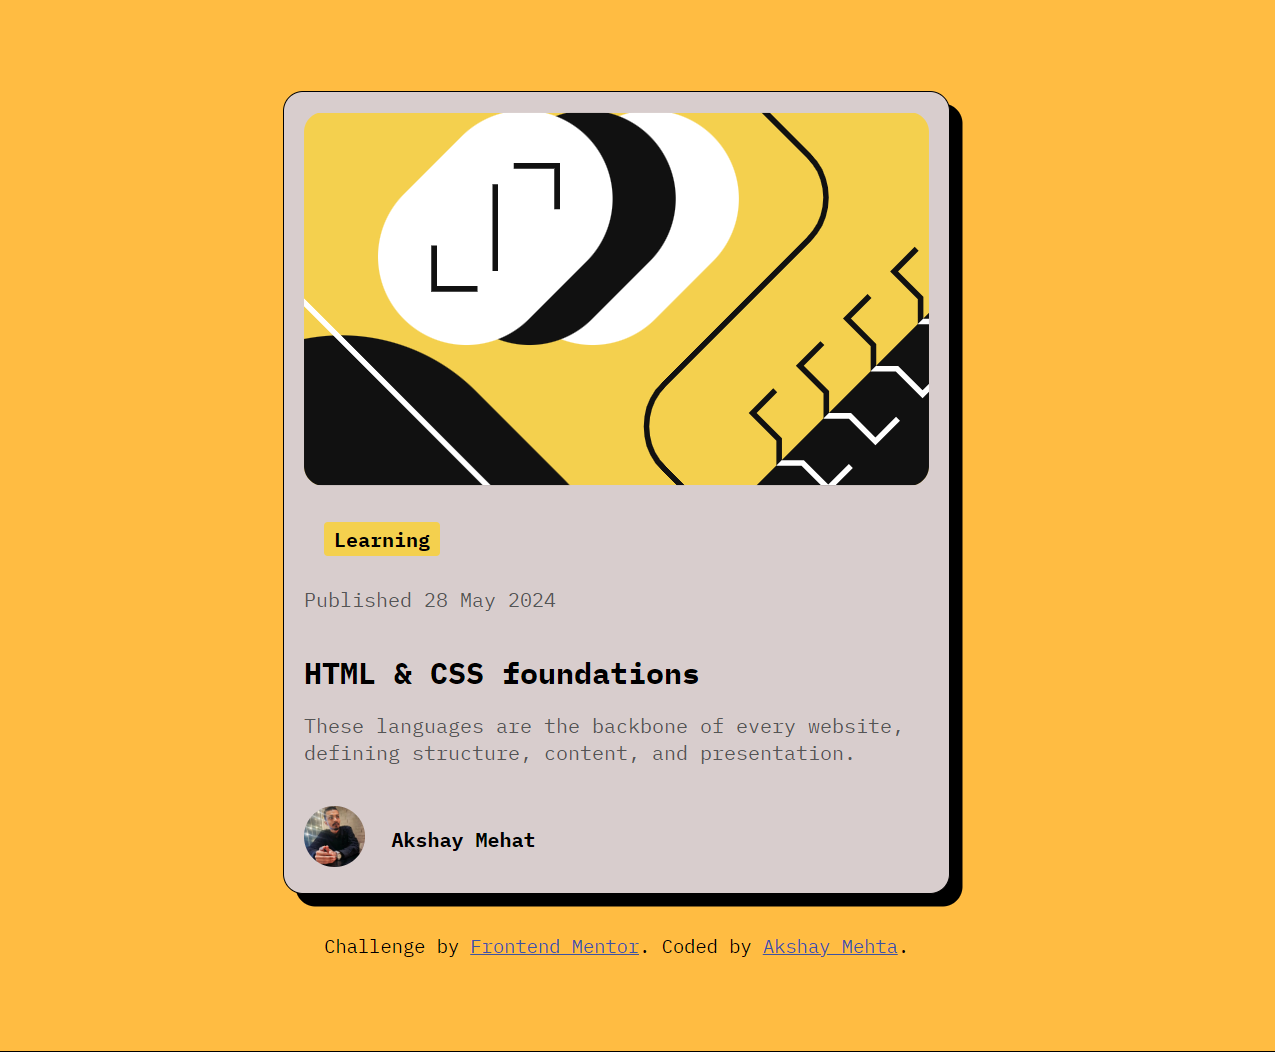 Learning
Published 28 May 2024
HTML & CSS foundations
These languages are the backbone of every website,
defining structure, content, and presentation.
Akshay Mehat
Challenge by Frontend Mentor. Coded by Akshay Mehta.